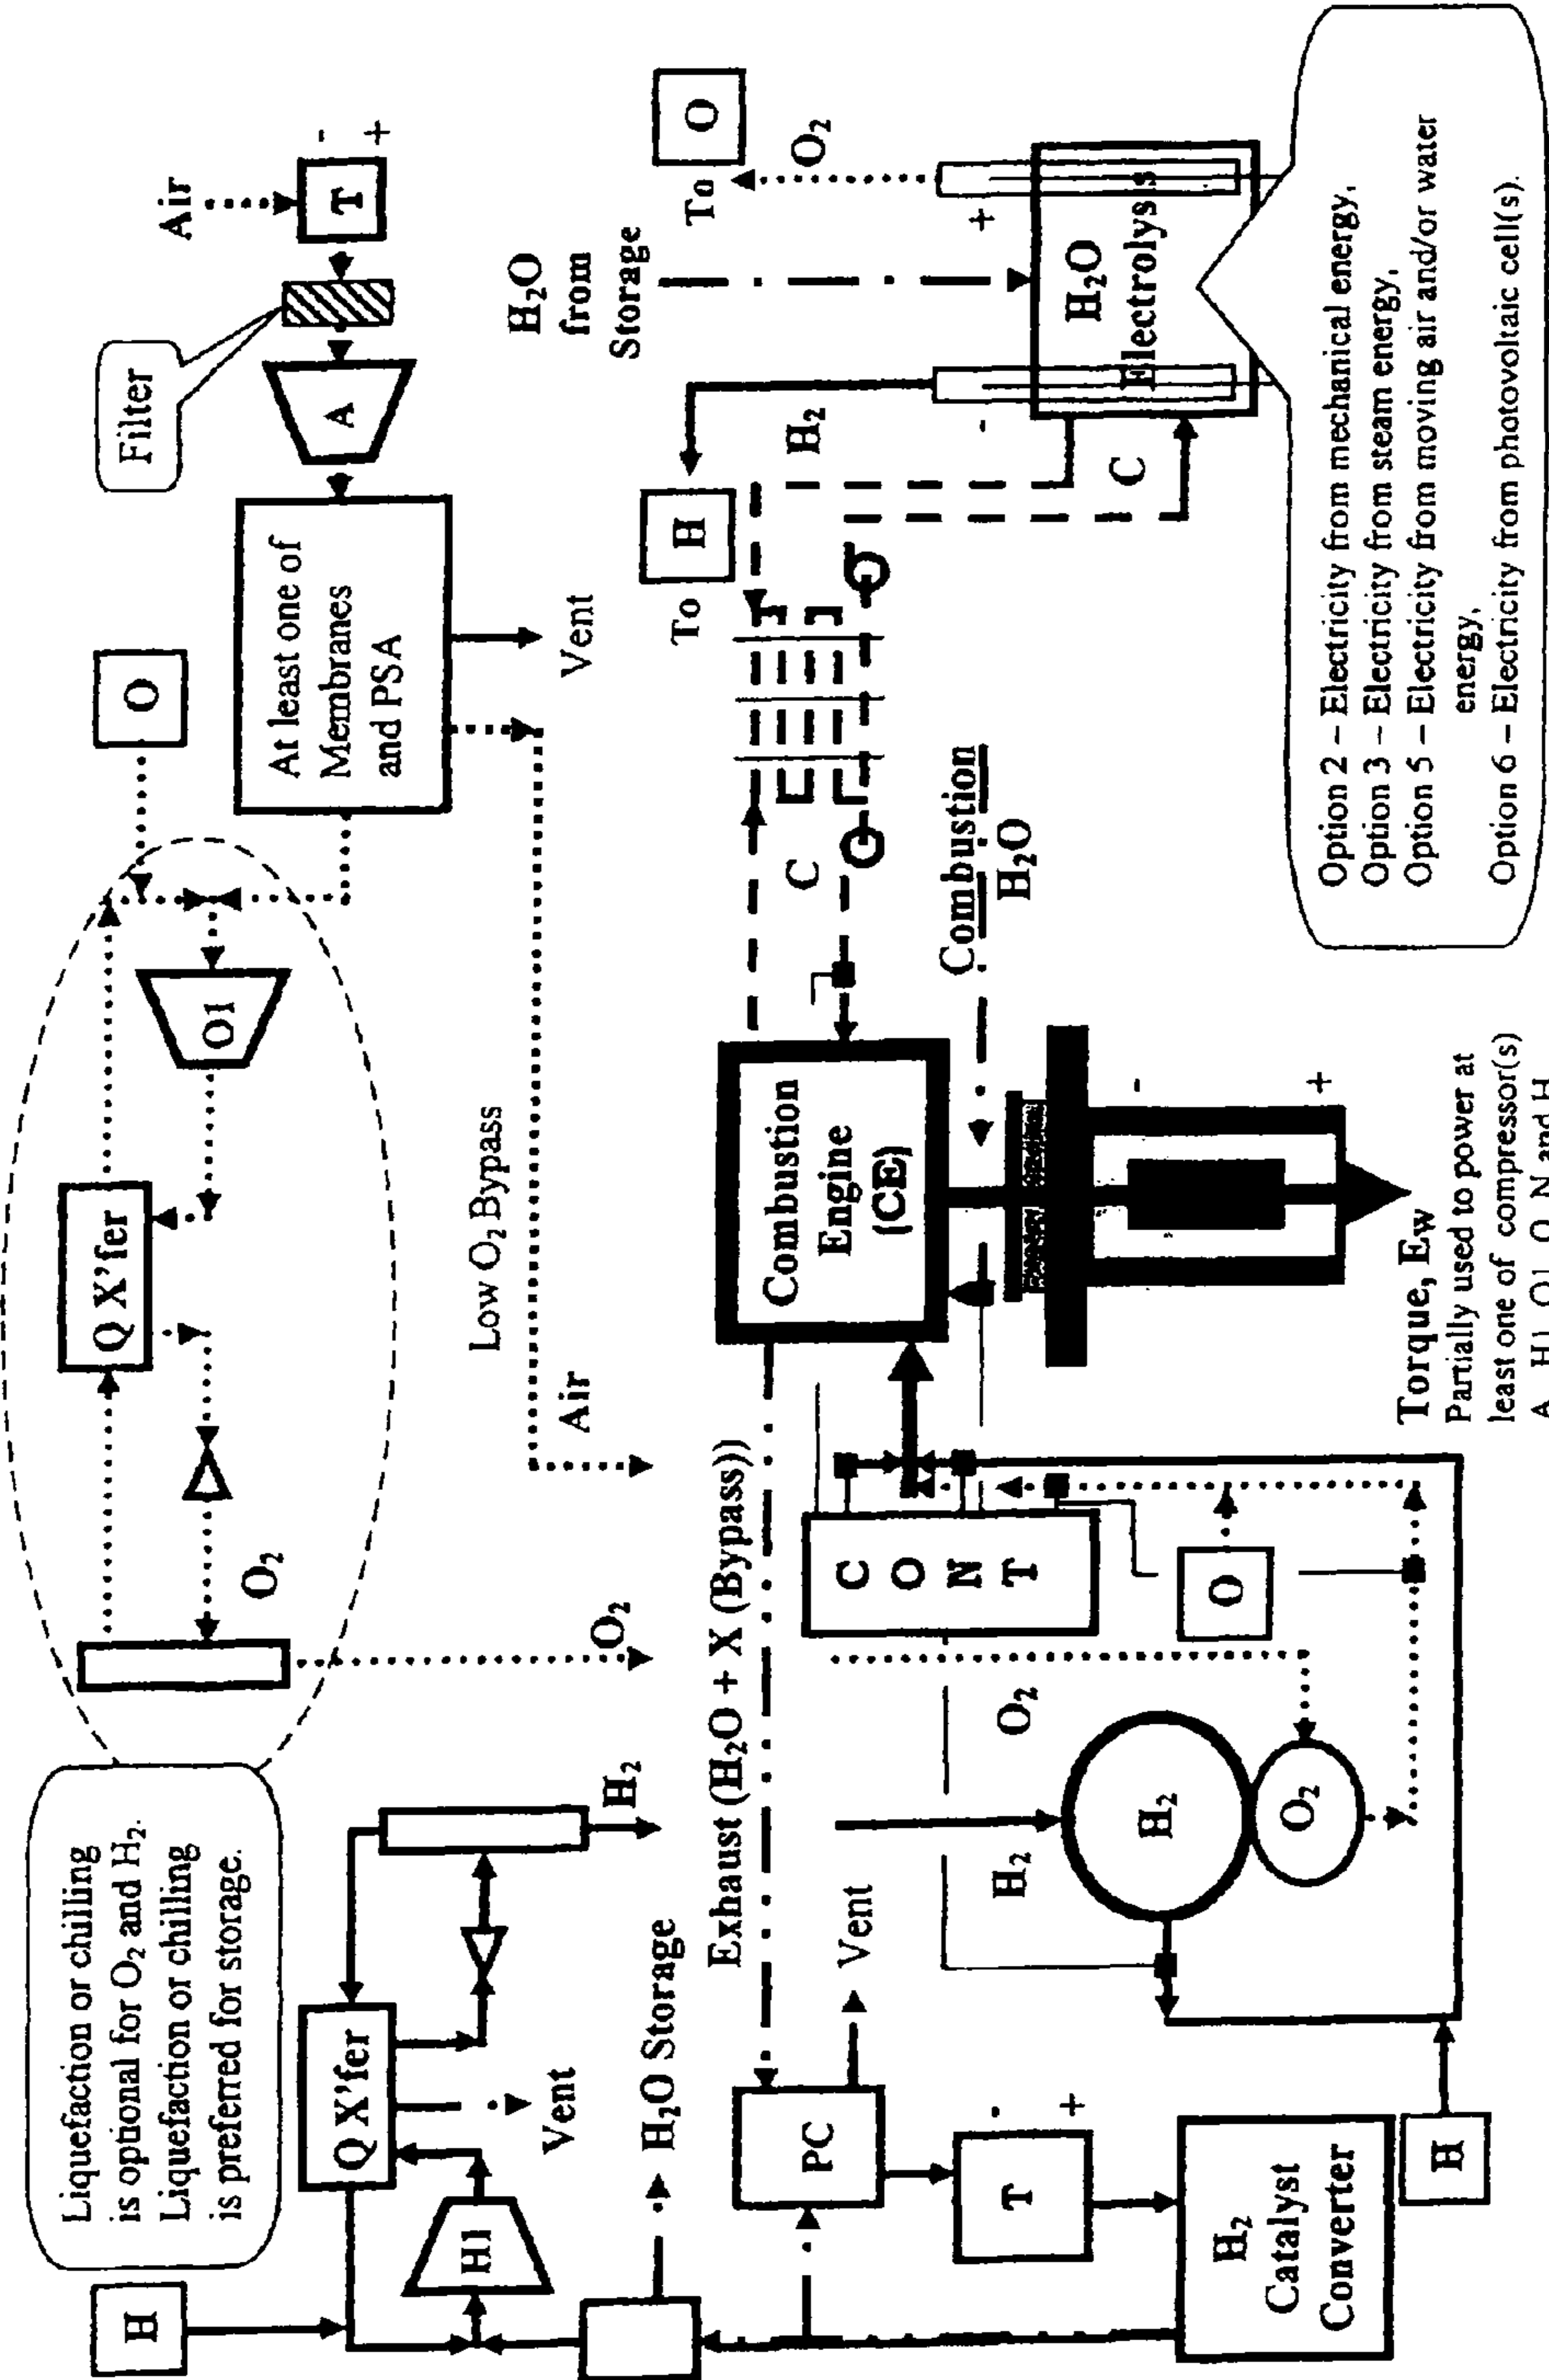 Liquefaction or chilling
is optional for O₂ and H₂.
Liquefaction or chilling
is preferred for storage.
H
Q X'fer
H1
Vent
H₂
H₂O Storage
O₂
O₂
Q X'fer
O1
O
Low O₂ Bypass
Air
At least one of
Membranes
and PSA
Vent
A
Filter
Air
T
-
+
Exhaust (H₂O + X (Bypass))
PC
Vent
T
-
+
H₂
Catalyst
Converter
H
H₂
O₂
H₂
O₂
C
O
N
T
O
Combustion
Engine
(CE)
C
Combustion
H₂O
-
+
Torque, Eᴡ
Partially used to power at
least one of compressor(s)
A, H1, O1, O, N and H
To
H
H₂
H₂O
from
Storage
To
O
O₂
-
+
H₂O
Electrolysis
C
Option 2 – Electricity from mechanical energy,
Option 3 – Electricity from steam energy,
Option 5 – Electricity from moving air and/or water
energy,
Option 6 – Electricity from photovoltaic cell(s).